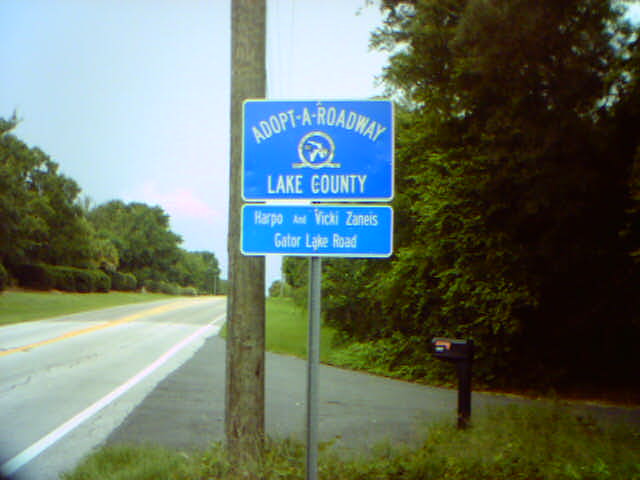 ADOPT-A-ROADWAY
LAKE COUNTY
Harpo And Vicki Zaneis
Gator Lake Road